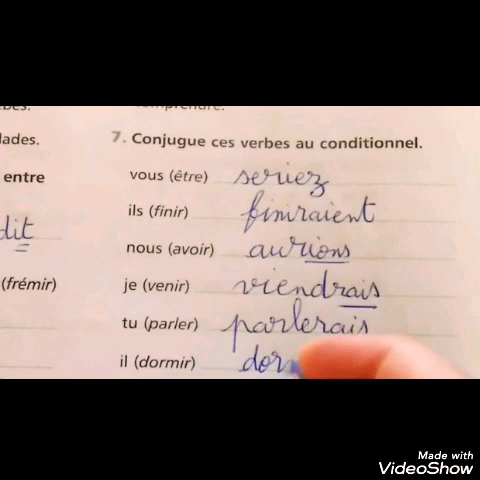 comprendre.
lades.
7. Conjugue ces verbes au conditionnel.
entre
vous (être) seriez
ils (finir) finiraient
dit
nous (avoir) aurions
(frémir)
je (venir) viendrais
tu (parler) parlerais
il (dormir) dor
Made with
VideoShow